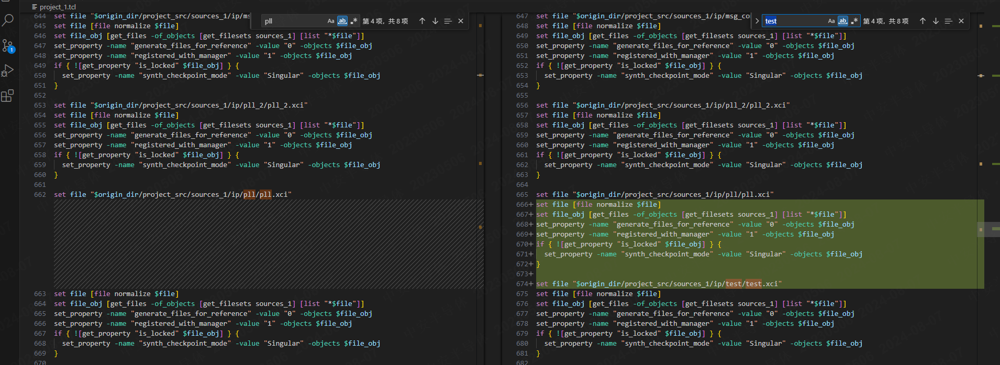 project_1.tcl
pll Aa ab .* 第 4 项，共 8 项
test Aa ab .* 第 4 项，共 8 项
1
644 set file "$origin_dir/project_src/sources_1/ip/ms
645 set file [file normalize $file]
646 set file_obj [get_files -of_objects [get_filesets sources_1] [list "*$file"]]
647 set_property -name "generate_files_for_reference" -value "0" -objects $file_obj
648 set_property -name "registered_with_manager" -value "1" -objects $file_obj
649 if { ![get_property "is_locked" $file_obj] } {
650   set_property -name "synth_checkpoint_mode" -value "Singular" -objects $file_obj
651 }
652
653 set file "$origin_dir/project_src/sources_1/ip/pll_2/pll_2.xci"
654 set file [file normalize $file]
655 set file_obj [get_files -of_objects [get_filesets sources_1] [list "*$file"]]
656 set_property -name "generate_files_for_reference" -value "0" -objects $file_obj
657 set_property -name "registered_with_manager" -value "1" -objects $file_obj
658 if { ![get_property "is_locked" $file_obj] } {
659   set_property -name "synth_checkpoint_mode" -value "Singular" -objects $file_obj
660 }
661
662 set file "$origin_dir/project_src/sources_1/ip/pll/pll.xci"
663 set file [file normalize $file]
664 set file_obj [get_files -of_objects [get_filesets sources_1] [list "*$file"]]
665 set_property -name "generate_files_for_reference" -value "0" -objects $file_obj
666 set_property -name "registered_with_manager" -value "1" -objects $file_obj
667 if { ![get_property "is_locked" $file_obj] } {
668   set_property -name "synth_checkpoint_mode" -value "Singular" -objects $file_obj
669 }
670
647 set file "$origin_dir/project_src/sources_1/ip/msg_co
648 set file [file normalize $file]
649 set file_obj [get_files -of_objects [get_filesets sources_1] [list "*$file"]]
650 set_property -name "generate_files_for_reference" -value "0" -objects $file_obj
651 set_property -name "registered_with_manager" -value "1" -objects $file_obj
652 if { ![get_property "is_locked" $file_obj] } {
653   set_property -name "synth_checkpoint_mode" -value "Singular" -objects $file_obj
654 }
655
656 set file "$origin_dir/project_src/sources_1/ip/pll_2/pll_2.xci"
657 set file [file normalize $file]
658 set file_obj [get_files -of_objects [get_filesets sources_1] [list "*$file"]]
659 set_property -name "generate_files_for_reference" -value "0" -objects $file_obj
660 set_property -name "registered_with_manager" -value "1" -objects $file_obj
661 if { ![get_property "is_locked" $file_obj] } {
662   set_property -name "synth_checkpoint_mode" -value "Singular" -objects $file_obj
663 }
664
665 set file "$origin_dir/project_src/sources_1/ip/pll/pll.xci"
666+ set file [file normalize $file]
667+ set file_obj [get_files -of_objects [get_filesets sources_1] [list "*$file"]]
668+ set_property -name "generate_files_for_reference" -value "0" -objects $file_obj
669+ set_property -name "registered_with_manager" -value "1" -objects $file_obj
670+ if { ![get_property "is_locked" $file_obj] } {
671+   set_property -name "synth_checkpoint_mode" -value "Singular" -objects $file_obj
672+ }
673+
674+ set file "$origin_dir/project_src/sources_1/ip/test/test.xci"
675 set file [file normalize $file]
676 set file_obj [get_files -of_objects [get_filesets sources_1] [list "*$file"]]
677 set_property -name "generate_files_for_reference" -value "0" -objects $file_obj
678 set_property -name "registered_with_manager" -value "1" -objects $file_obj
679 if { ![get_property "is_locked" $file_obj] } {
680   set_property -name "synth_checkpoint_mode" -value "Singular" -objects $file_obj
681 }
682